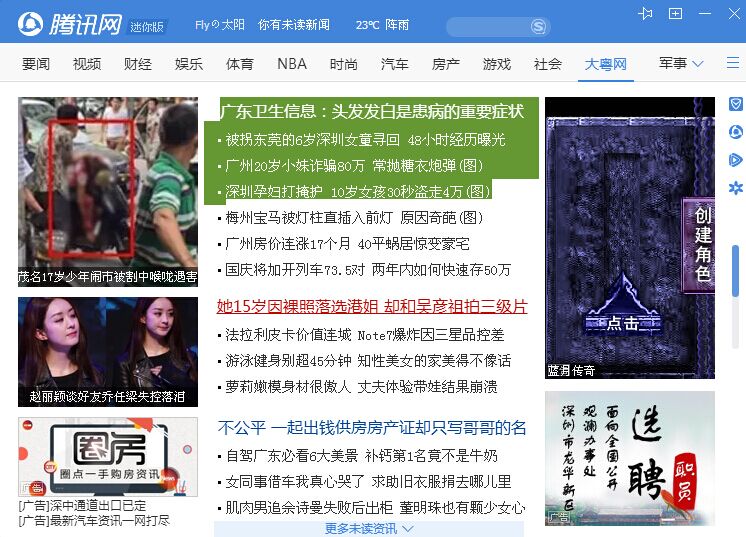 腾讯网 迷你版 Fly の太阳 你有未读新闻 23℃ 阵雨
要闻 视频 财经 娱乐 体育 NBA 时尚 汽车 房产 游戏 社会 大粤网 军事
茂名17岁少年闹市被割中喉咙遇害
赵丽颖谈好友乔任梁失控落泪
圈房
圈点一手购房资讯
广告
[广告]深中通道出口已定
[广告]最新汽车资讯一网打尽
广东卫生信息：头发发白是患病的重要症状
被拐东莞的6岁深圳女童寻回 48小时经历曝光
广州20岁小妹诈骗80万 常抛糖衣炮弹(图)
深圳孕妇打掩护 10岁女孩30秒盗走4万(图)
梅州宝马被灯柱直插入前灯 原因奇葩(图)
广州房价连涨17个月 40平蜗居惊变豪宅
国庆将加开列车73.5对 两年内如何快速存50万
她15岁因裸照落选港姐 却和吴彦祖拍三级片
法拉利皮卡价值连城 Note7爆炸因三星品控差
游泳健身别超45分钟 知性美女的家美得不像话
萝莉嫩模身材很傲人 丈夫体验带娃结果崩溃
不公平 一起出钱供房房产证却只写哥哥的名
自驾广东必看6大美景 补钙第1名竟不是牛奶
女同事借车我真心哭了 求助旧衣服捐去哪儿里
肌肉男追佘诗曼失败后出柜 董明珠也有颗少女心
更多未读资讯
创建角色
点击
蓝月传奇
选聘
职员
面向全国公开
观澜办事处
深圳市龙华新区
广告